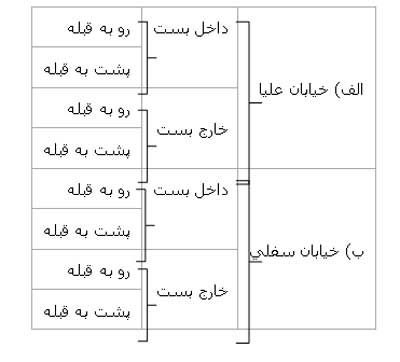 الف) خیابان علیا
داخل بست
رو به قبله
پشت به قبله
خارج بست
رو به قبله
پشت به قبله
ب) خیابان سفلي
داخل بست
رو به قبله
پشت به قبله
خارج بست
رو به قبله
پشت به قبله